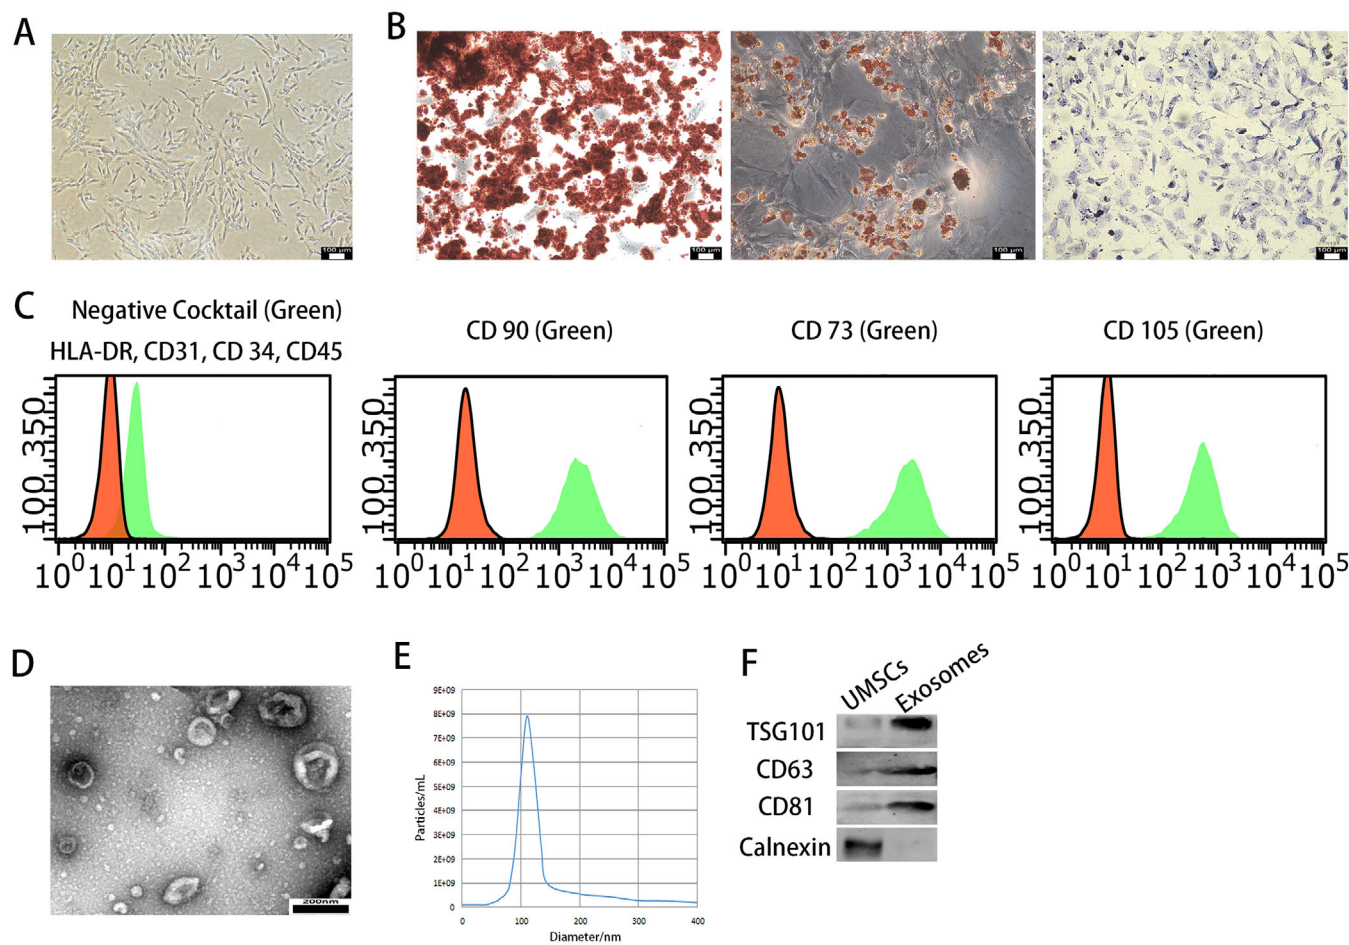 A
B
100 µm
100 µm
100 µm
100 µm
C
Negative Cocktail (Green)
HLA-DR, CD31, CD 34, CD45
CD 90 (Green)
CD 73 (Green)
CD 105 (Green)
350
100
10⁰ 10¹ 10² 10³ 10⁴ 10⁵
350
100
10⁰ 10¹ 10² 10³ 10⁴ 10⁵
350
100
10⁰ 10¹ 10² 10³ 10⁴ 10⁵
350
100
10⁰ 10¹ 10² 10³ 10⁴ 10⁵
D
200nm
E
9E+09
8E+09
7E+09
6E+09
5E+09
4E+09
3E+09
2E+09
1E+09
0
0 100 200 300 400
Particles/mL
Diameter/nm
F
UMSCs
Exosomes
TSG101
CD63
CD81
Calnexin